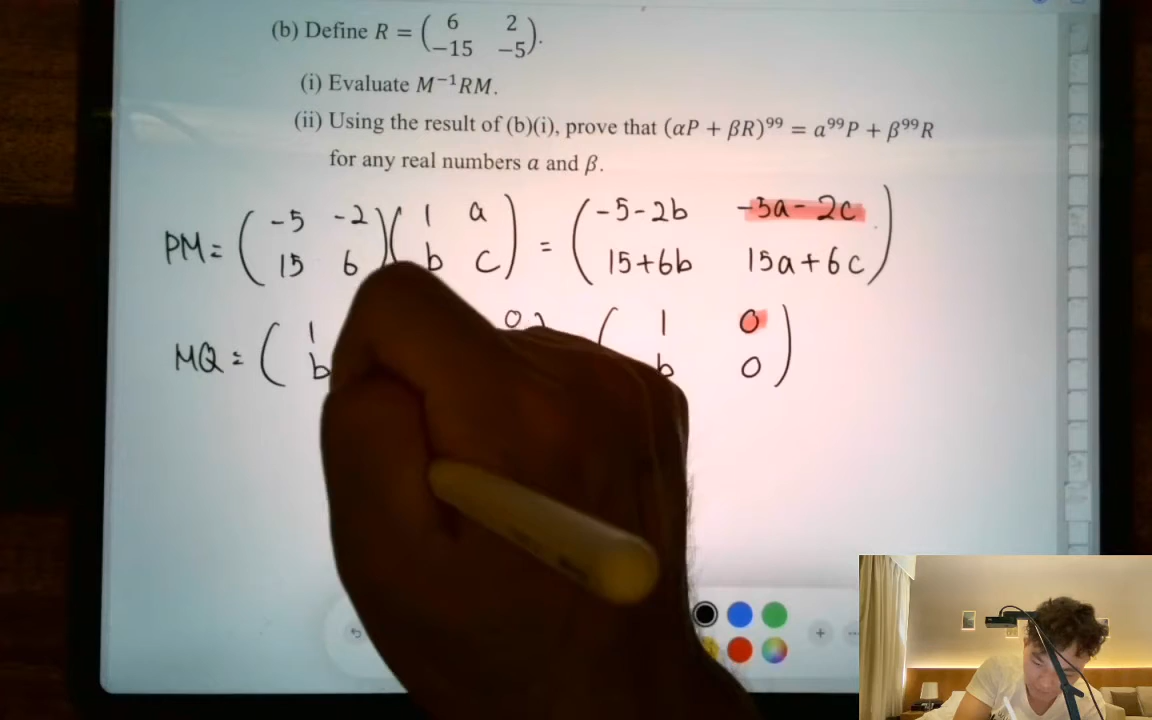 (b) Define R = ( 6 2 -15 -5 ).
(i) Evaluate M⁻¹RM.
(ii) Using the result of (b)(i), prove that (αP + βR)⁹⁹ = a⁹⁹P + β⁹⁹R
for any real numbers a and β.
PM = ( -5 -2 15 6 ) ( 1 a b c ) = ( -5-2b -5a-2c 15+6b 15a+6c )
MQ = ( 1 b 0 ) ( 1 0 b 0 )